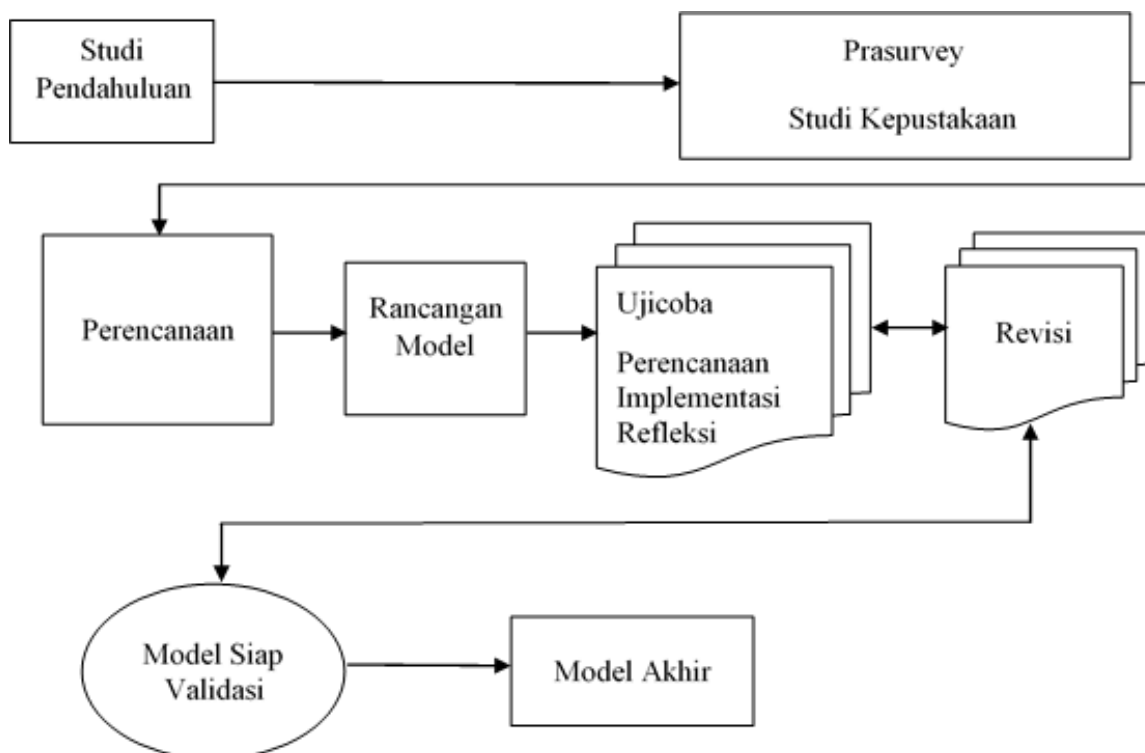 Studi
Pendahuluan
Prasurvey
Studi Kepustakaan
Perencanaan
Rancangan
Model
Ujicoba
Perencanaan
Implementasi
Refleksi
Revisi
Model Siap
Validasi
Model Akhir